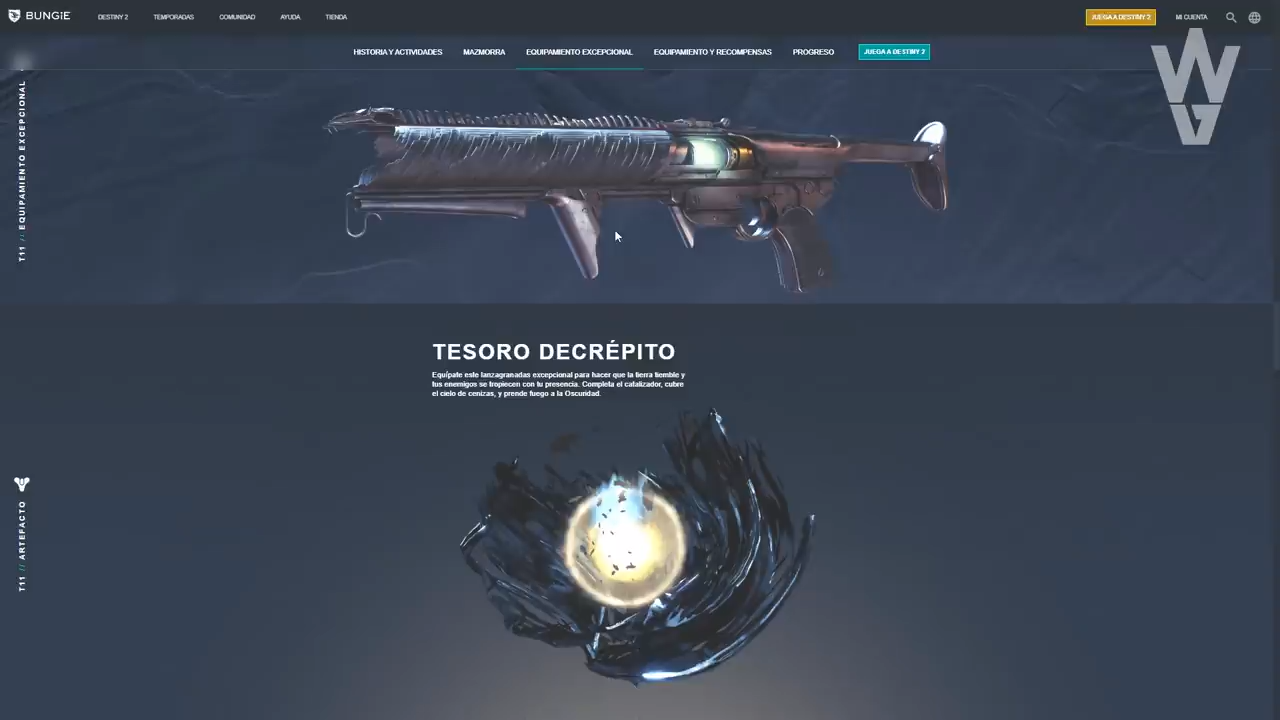 BUNGIE
DESTINY 2
TEMPORADAS
COMUNIDAD
AYUDA
TIENDA
JUEGA A DESTINY 2
MI CUENTA
HISTORIA Y ACTIVIDADES
MAZMORRA
EQUIPAMIENTO EXCEPCIONAL
EQUIPAMIENTO Y RECOMPENSAS
PROGRESO
JUEGA A DESTINY 2
WG
T11 // EQUIPAMIENTO EXCEPCIONAL
TESORO DECRÉPITO
Equípate este lanzagranadas excepcional para hacer que la tierra tiemble y
tus enemigos se tropiecen con tu presencia. Completa el catalizador, cubre
el cielo de cenizas, y prende fuego a la Oscuridad.
T11 // ARTEFACTO